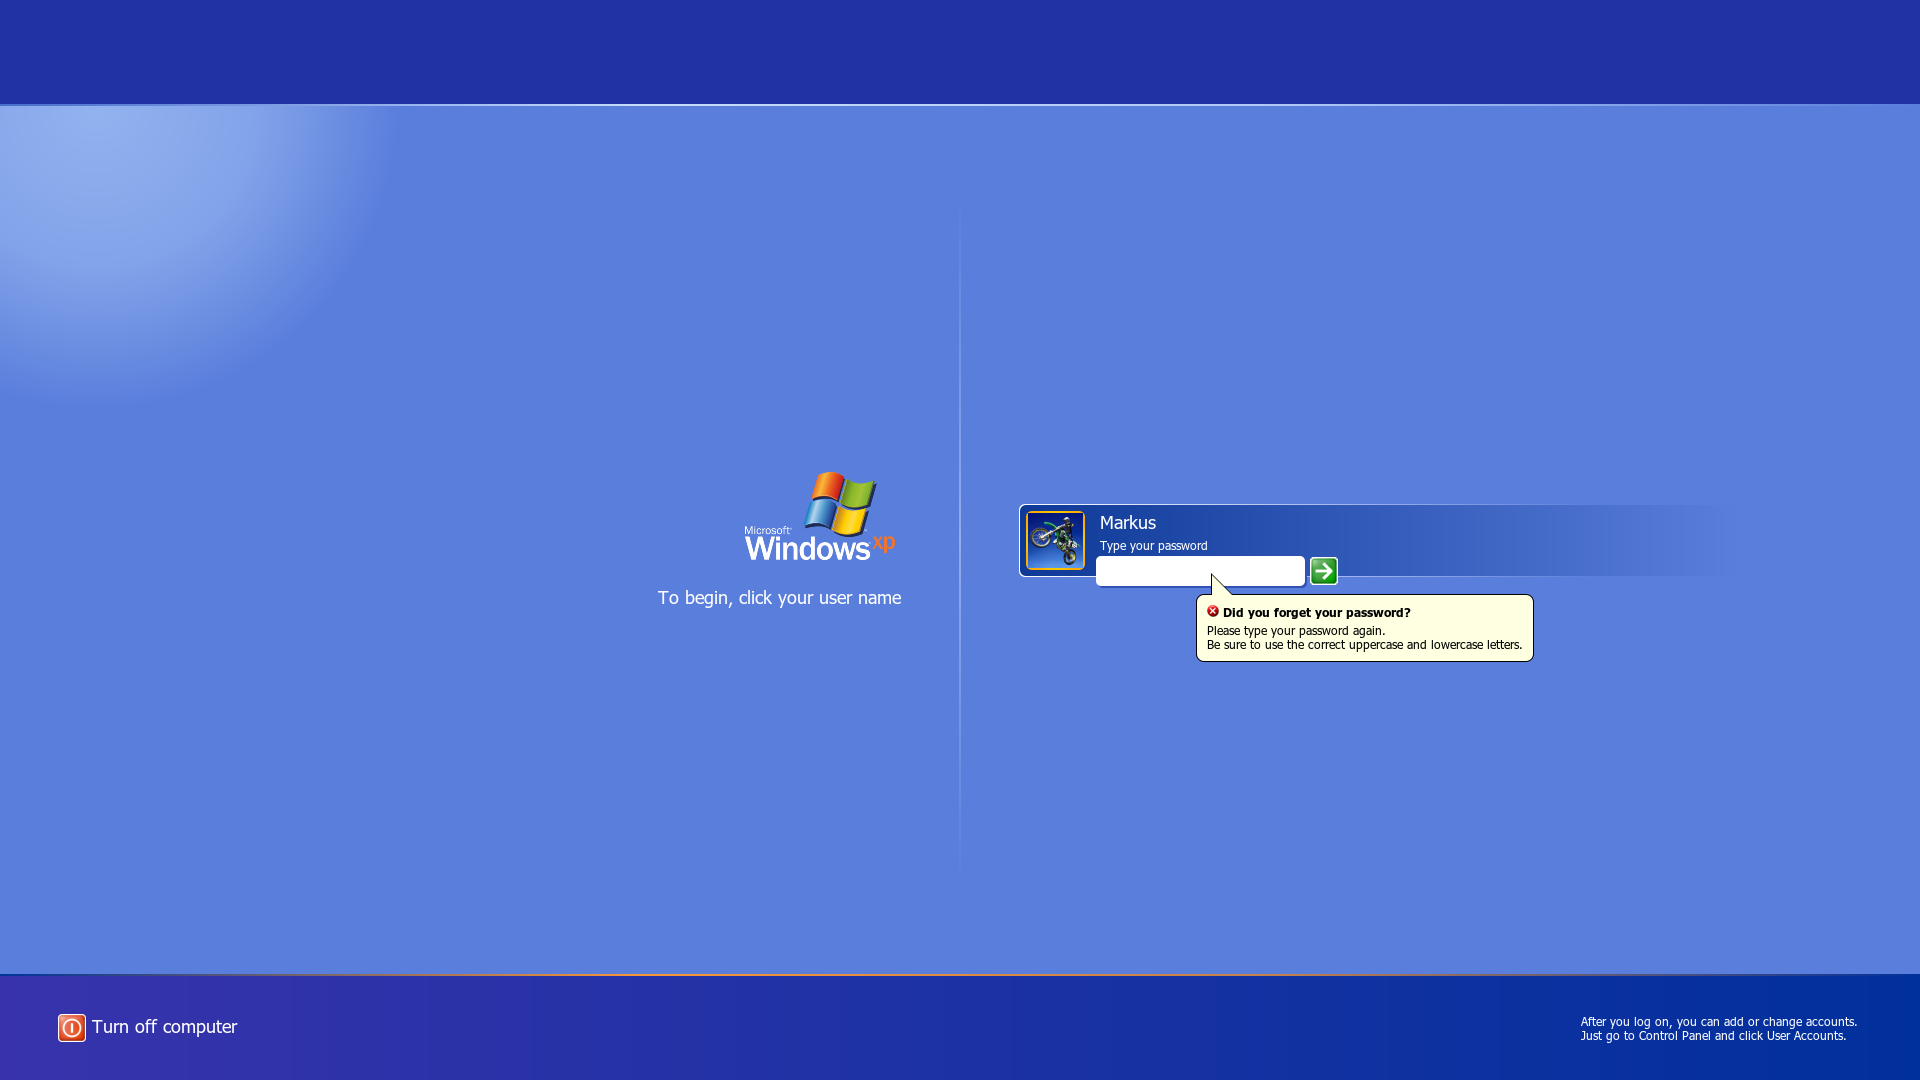 Microsoft
Windows xp
To begin, click your user name
Markus
Type your password
Did you forget your password?
Please type your password again.
Be sure to use the correct uppercase and lowercase letters.
Turn off computer
After you log on, you can add or change accounts.
Just go to Control Panel and click User Accounts.